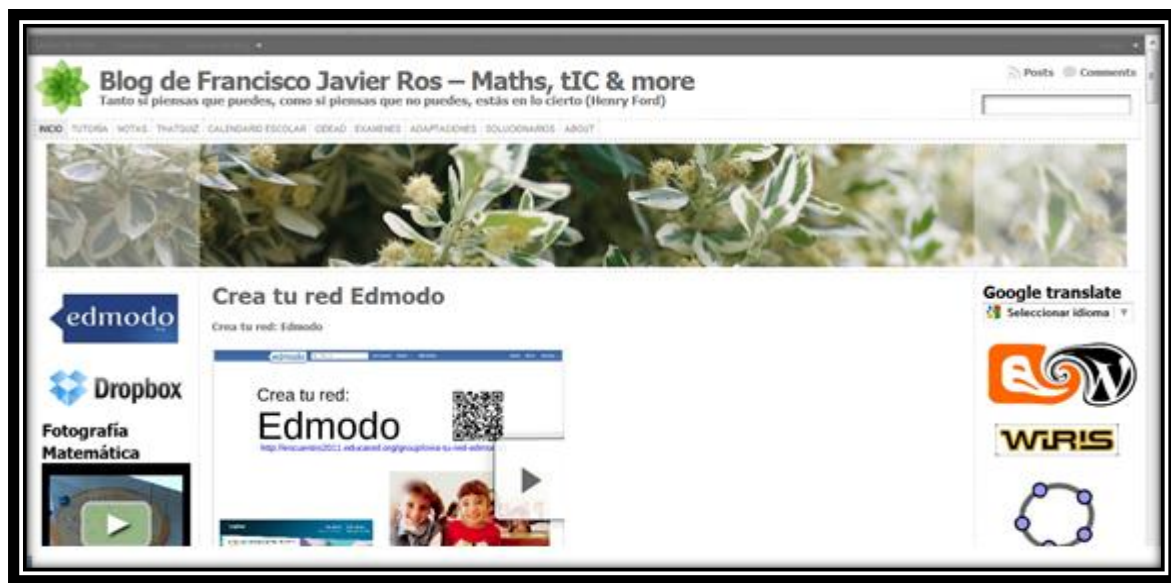 Blog de Francisco Javier Ros – Maths, tIC & more
Tanto si piensas que puedes, como si piensas que no puedes, estás en lo cierto (Henry Ford)
Posts Comments
INICIO TUTORÍA NOTAS THATQUIZ CALENDARIO ESCOLAR ODEAD EXÁMENES ADAPTACIONES SOLUCIONARIOS ABOUT
edmodo
Dropbox
Fotografía
Matemática
Crea tu red Edmodo
Crea tu red: Edmodo
edmodo
Crea tu red:
Edmodo
Google translate
Seleccionar idioma
WIRIS